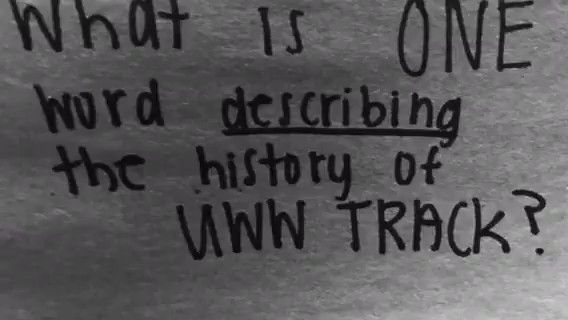 What is ONE
word describing
the history of
UWW TRACK?